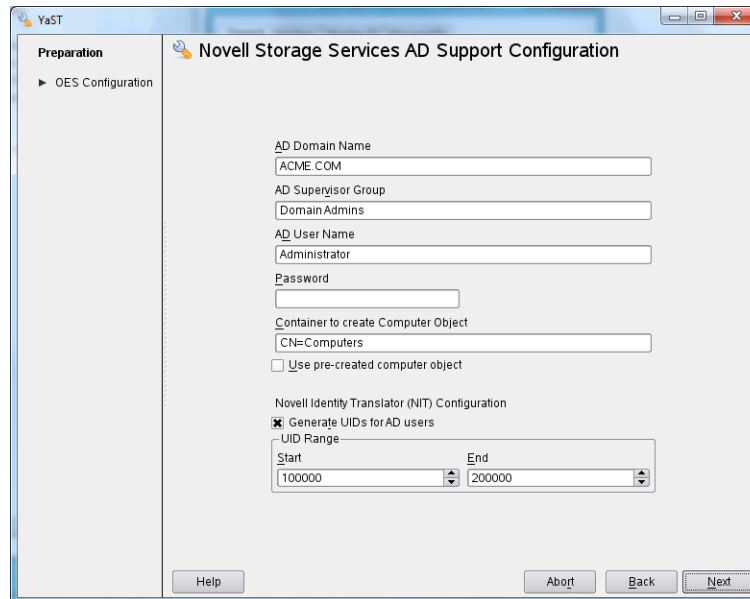 YaST
Preparation
OES Configuration
Novell Storage Services AD Support Configuration
AD Domain Name
ACME.COM
AD Supervisor Group
Domain Admins
AD User Name
Administrator
Password
Container to create Computer Object
CN=Computers
Use pre-created computer object
Novell Identity Translator (NIT) Configuration
Generate UIDs for AD users
UID Range
Start End
100000 200000
Help Abort Back Next